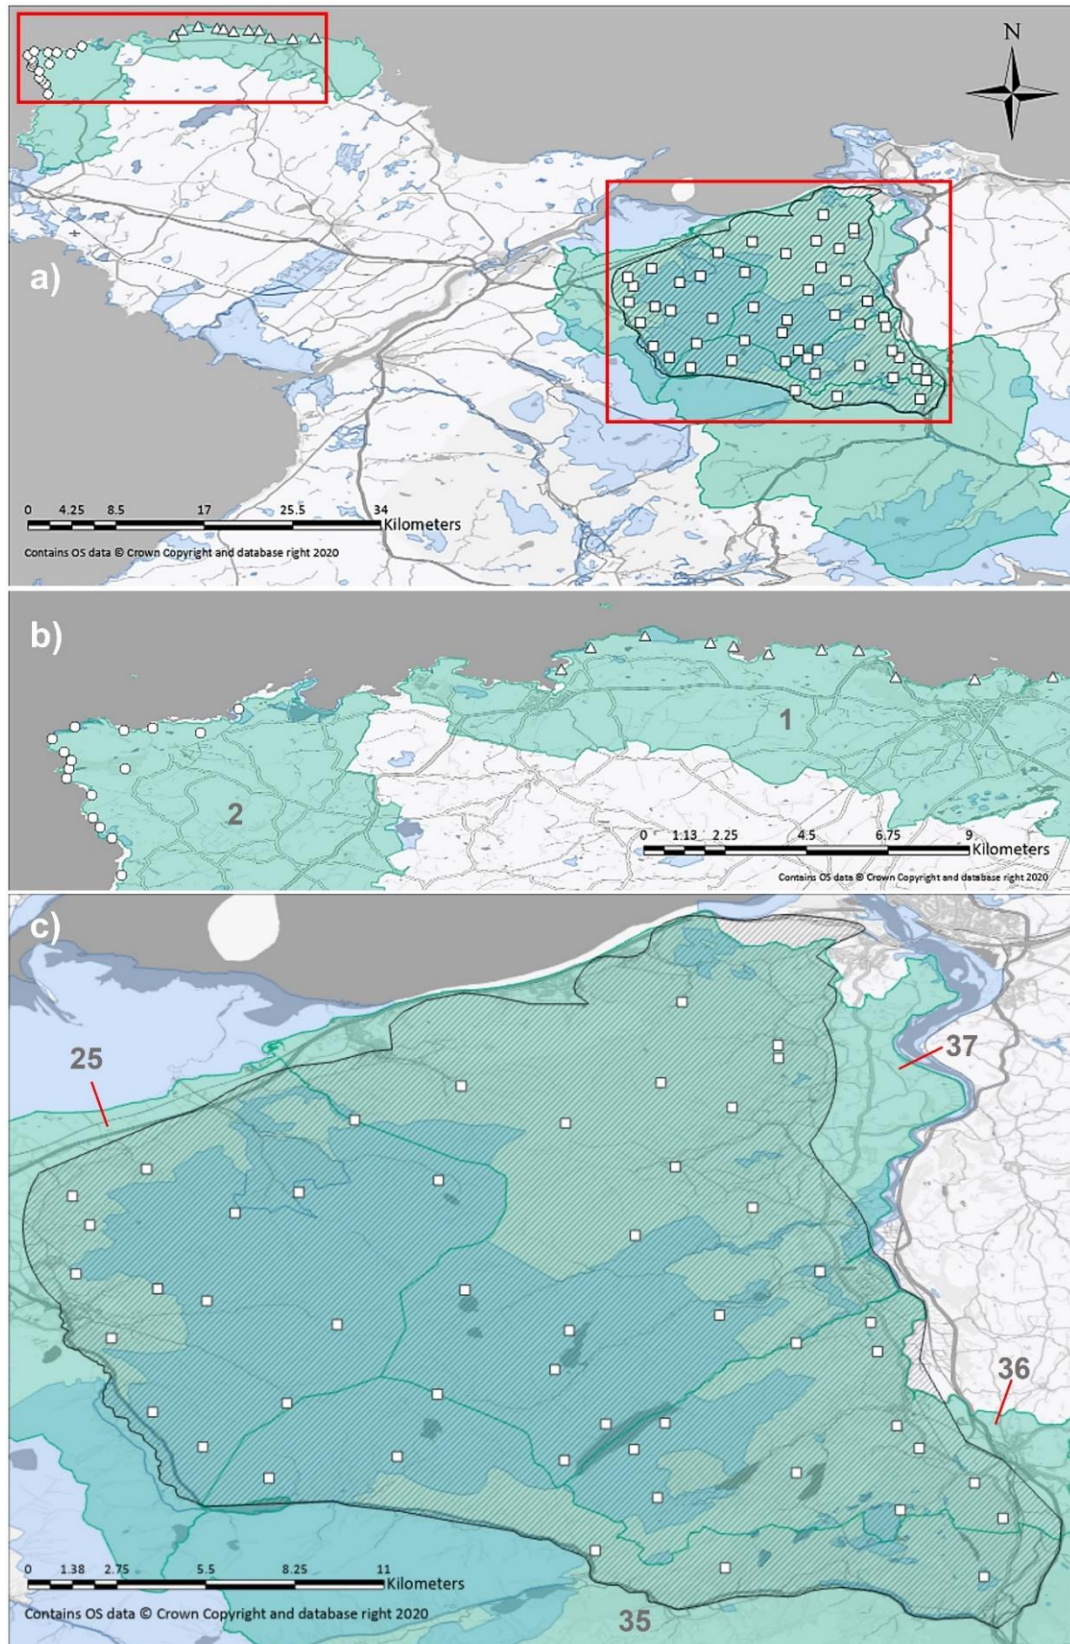 N
a)
0 4.25 8.5 17 25.5 34
Kilometers
Contains OS data © Crown Copyright and database right 2020
b)
1
2
0 1.13 2.25 4.5 6.75 9
Kilometers
Contains OS data © Crown Copyright and database right 2020
c)
25
37
36
0 1.38 2.75 5.5 8.25 11
Kilometers
Contains OS data © Crown Copyright and database right 2020
35